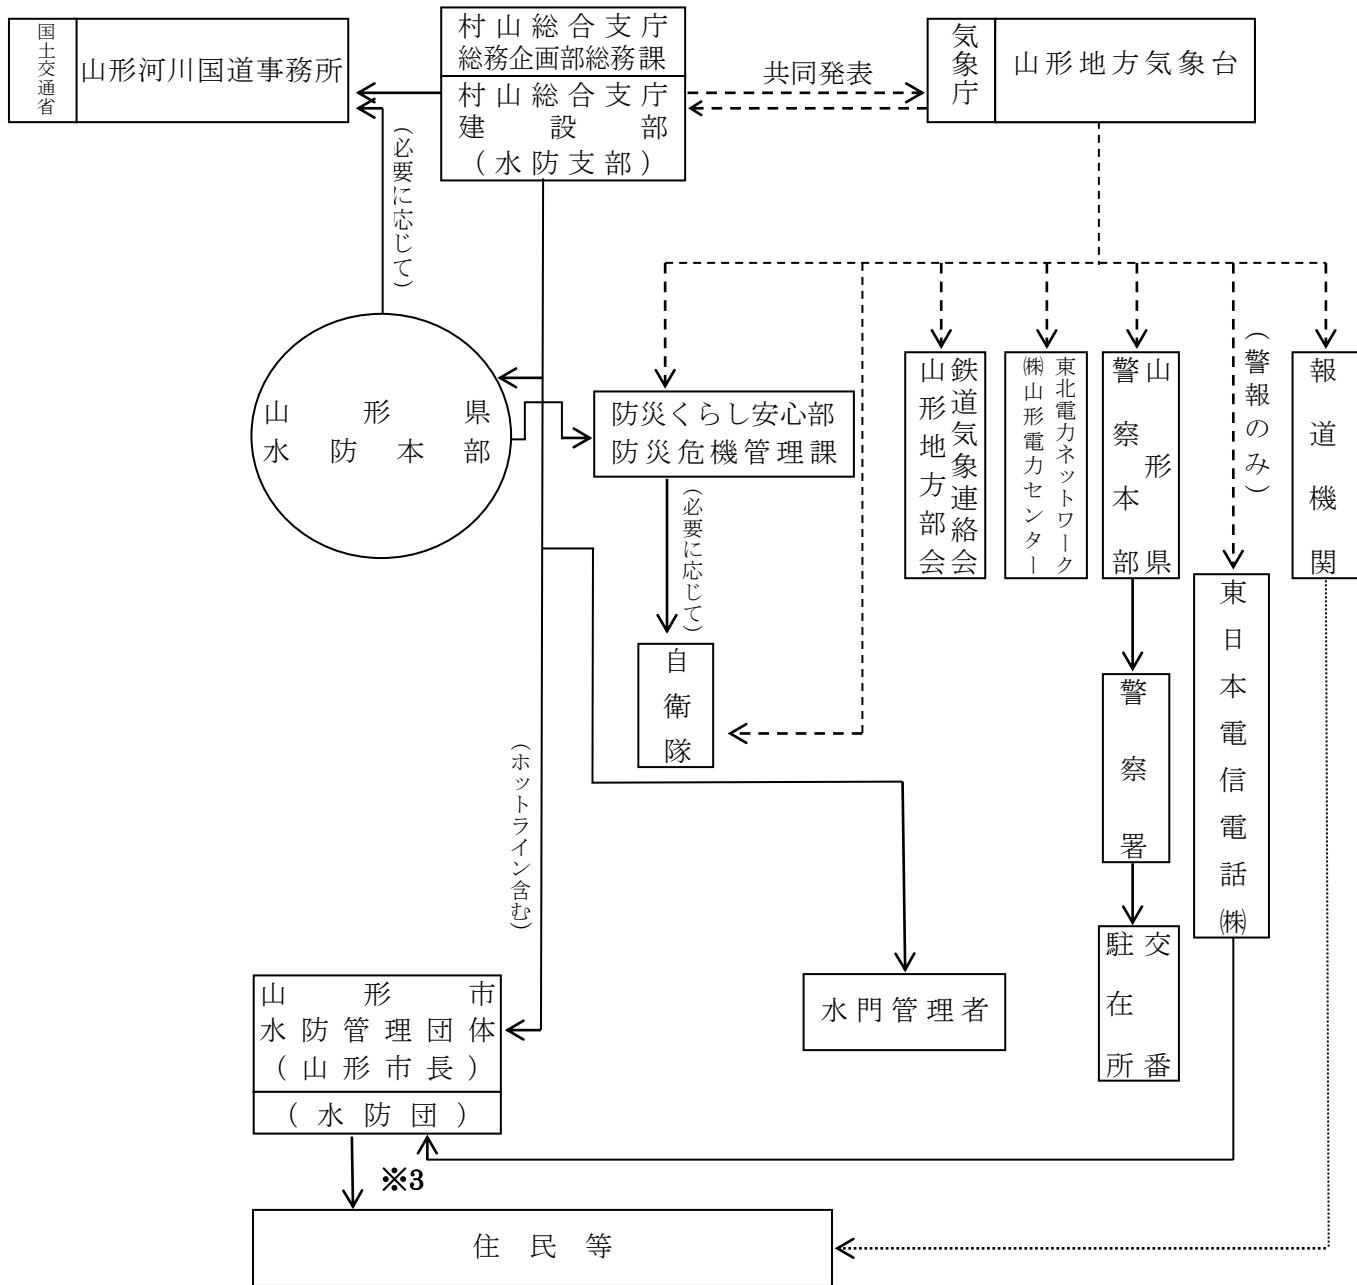 国土交通省
山形河川国道事務所
村山総合支庁
総務企画部総務課
村山総合支庁
建設部
(水防支部)
共同発表
気象庁
山形地方気象台
(必要に応じて)
山形県
水防本部
防災くらし安心部
防災危機管理課
(必要に応じて)
自衛隊
鉄道気象連絡会
山形地方部会
東北電力ネットワーク
㈱山形電力センター
山形県
警察本部
警察署
交番
駐在所
(警報のみ)
東日本電信電話㈱
報道機関
(ホットライン含む)
水門管理者
山形市
水防管理団体
(山形市長)
(水防団)
※3
住民等